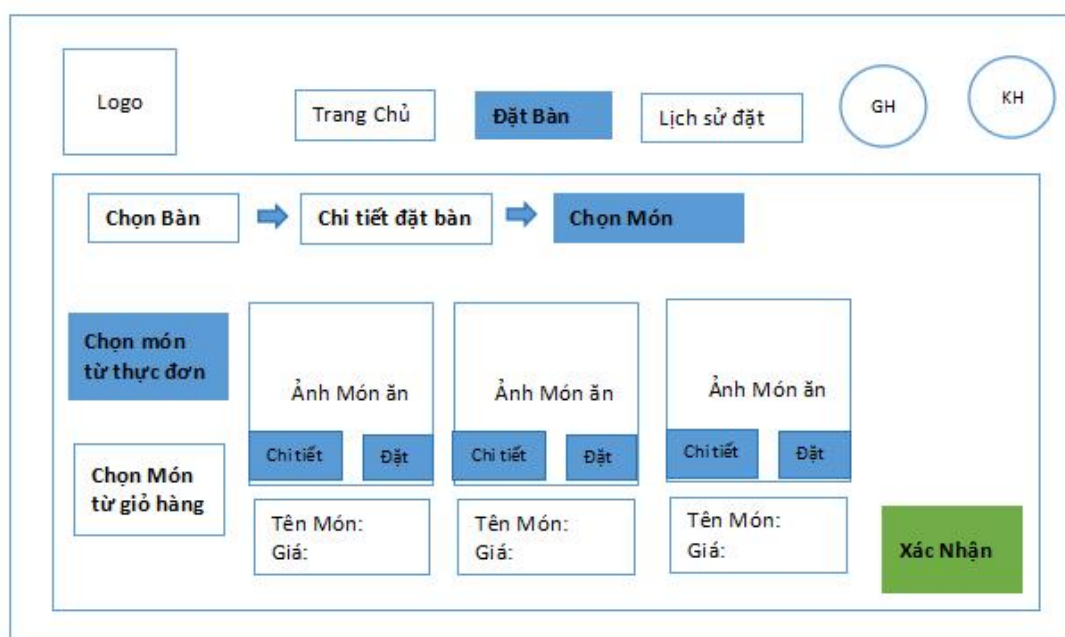 Logo
Trang Chủ
Đặt Bàn
Lịch sử đặt
GH
KH
Chọn Bàn
Chi tiết đặt bàn
Chọn Món
Chọn món
từ thực đơn
Chọn Món
từ giỏ hàng
Ảnh Món ăn
Chi tiết
Đặt
Tên Món:
Giá:
Ảnh Món ăn
Chi tiết
Đặt
Tên Món:
Giá:
Ảnh Món ăn
Chi tiết
Đặt
Tên Món:
Giá:
Xác Nhận